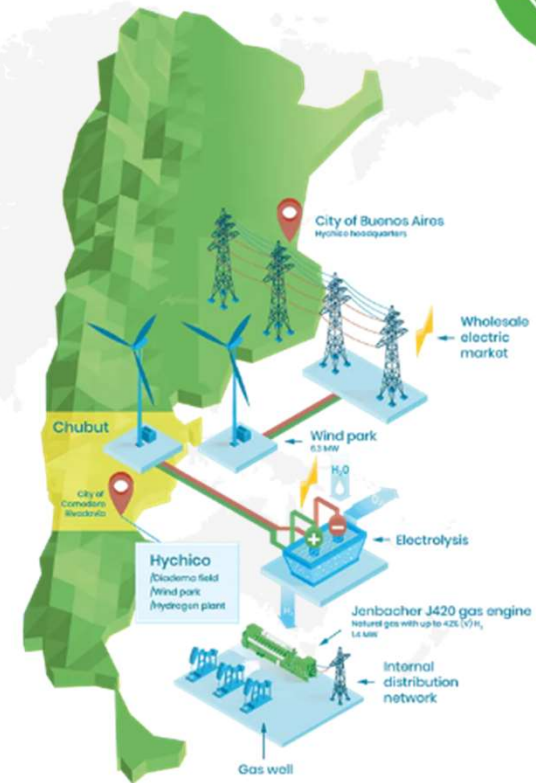 City of Buenos Aires
Hychico headquarters
Wholesale
electric
market
Chubut
Wind park
6.3 MW
H₂O
City of
Comodoro
Rivadavia
O₂
Electrolysis
Hychico
/Diadema field
/Wind park
/Hydrogen plant
H₂
Jenbacher J420 gas engine
Natural gas with up to 42% (v) H₂
1.4 MW
Internal
distribution
network
Gas well